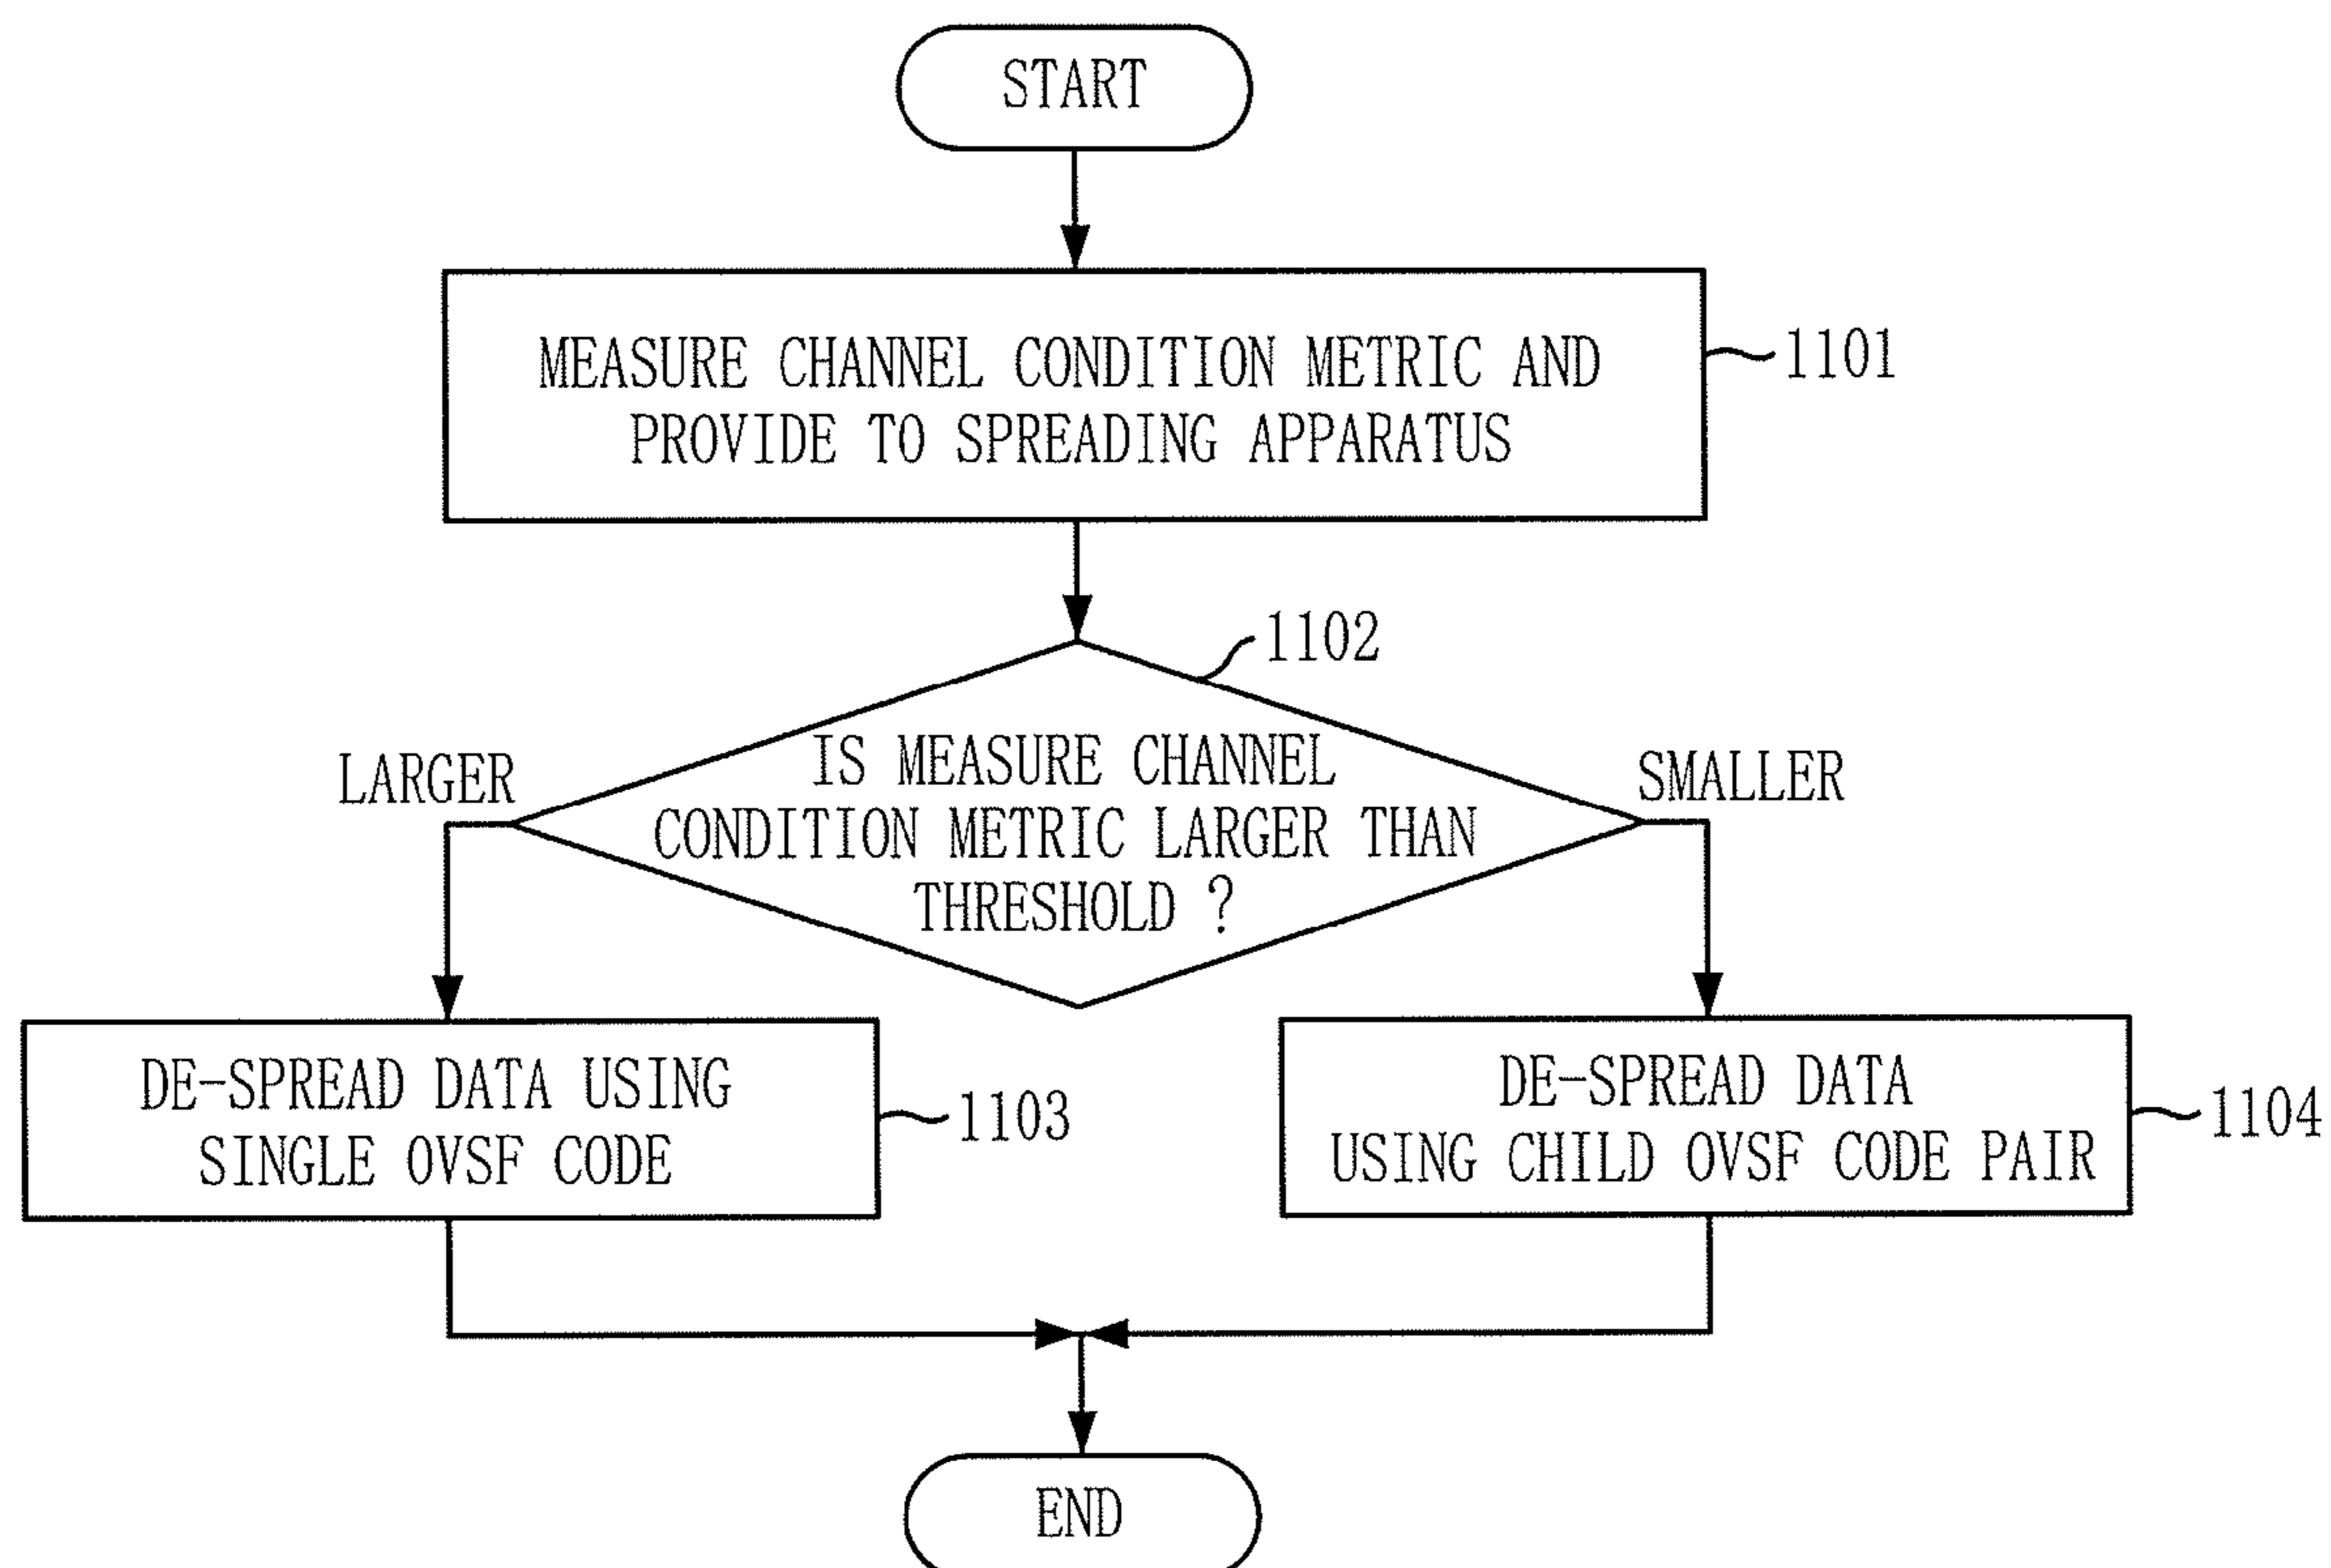 START
MEASURE CHANNEL CONDITION METRIC AND
PROVIDE TO SPREADING APPARATUS
1101
1102
IS MEASURE CHANNEL
CONDITION METRIC LARGER THAN
THRESHOLD ?
LARGER
SMALLER
DE-SPREAD DATA USING
SINGLE OVSF CODE
1103
DE-SPREAD DATA
USING CHILD OVSF CODE PAIR
1104
END